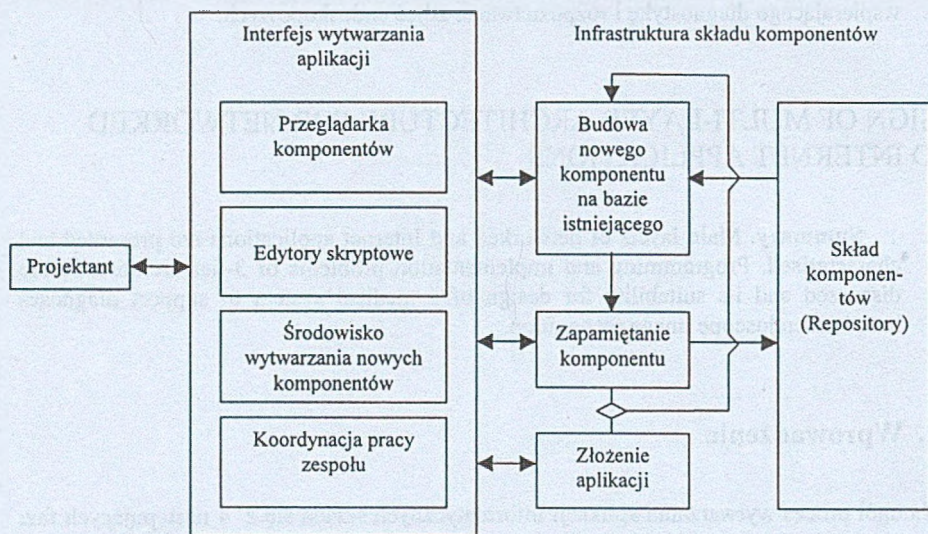 Interfejs wytwarzania
aplikacji
Infrastruktura składu komponentów
Przeglądarka
komponentów
Edytory skryptowe
Środowisko
wytwarzania nowych
komponentów
Koordynacja pracy
zespołu
Projektant
Budowa
nowego
komponentu
na bazie
istniejącego
Zapamiętanie
komponentu
Złożenie
aplikacji
Skład
komponen-
tów
(Repository)